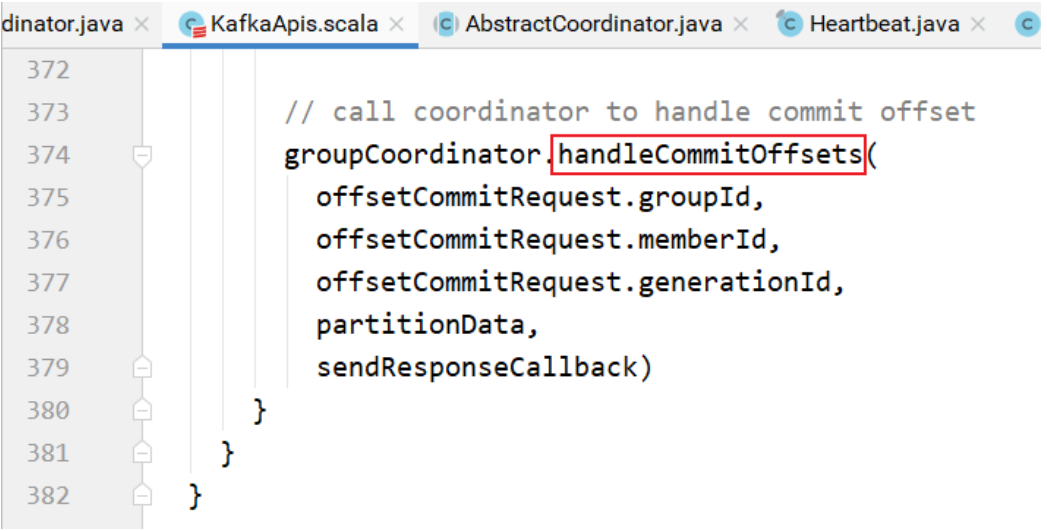 dinator.java × KafkaApis.scala × AbstractCoordinator.java × Heartbeat.java ×
372
373 // call coordinator to handle commit offset
374 groupCoordinator.handleCommitOffsets(
375 offsetCommitRequest.groupId,
376 offsetCommitRequest.memberId,
377 offsetCommitRequest.generationId,
378 partitionData,
379 sendResponseCallback)
380 }
381 }
382 }